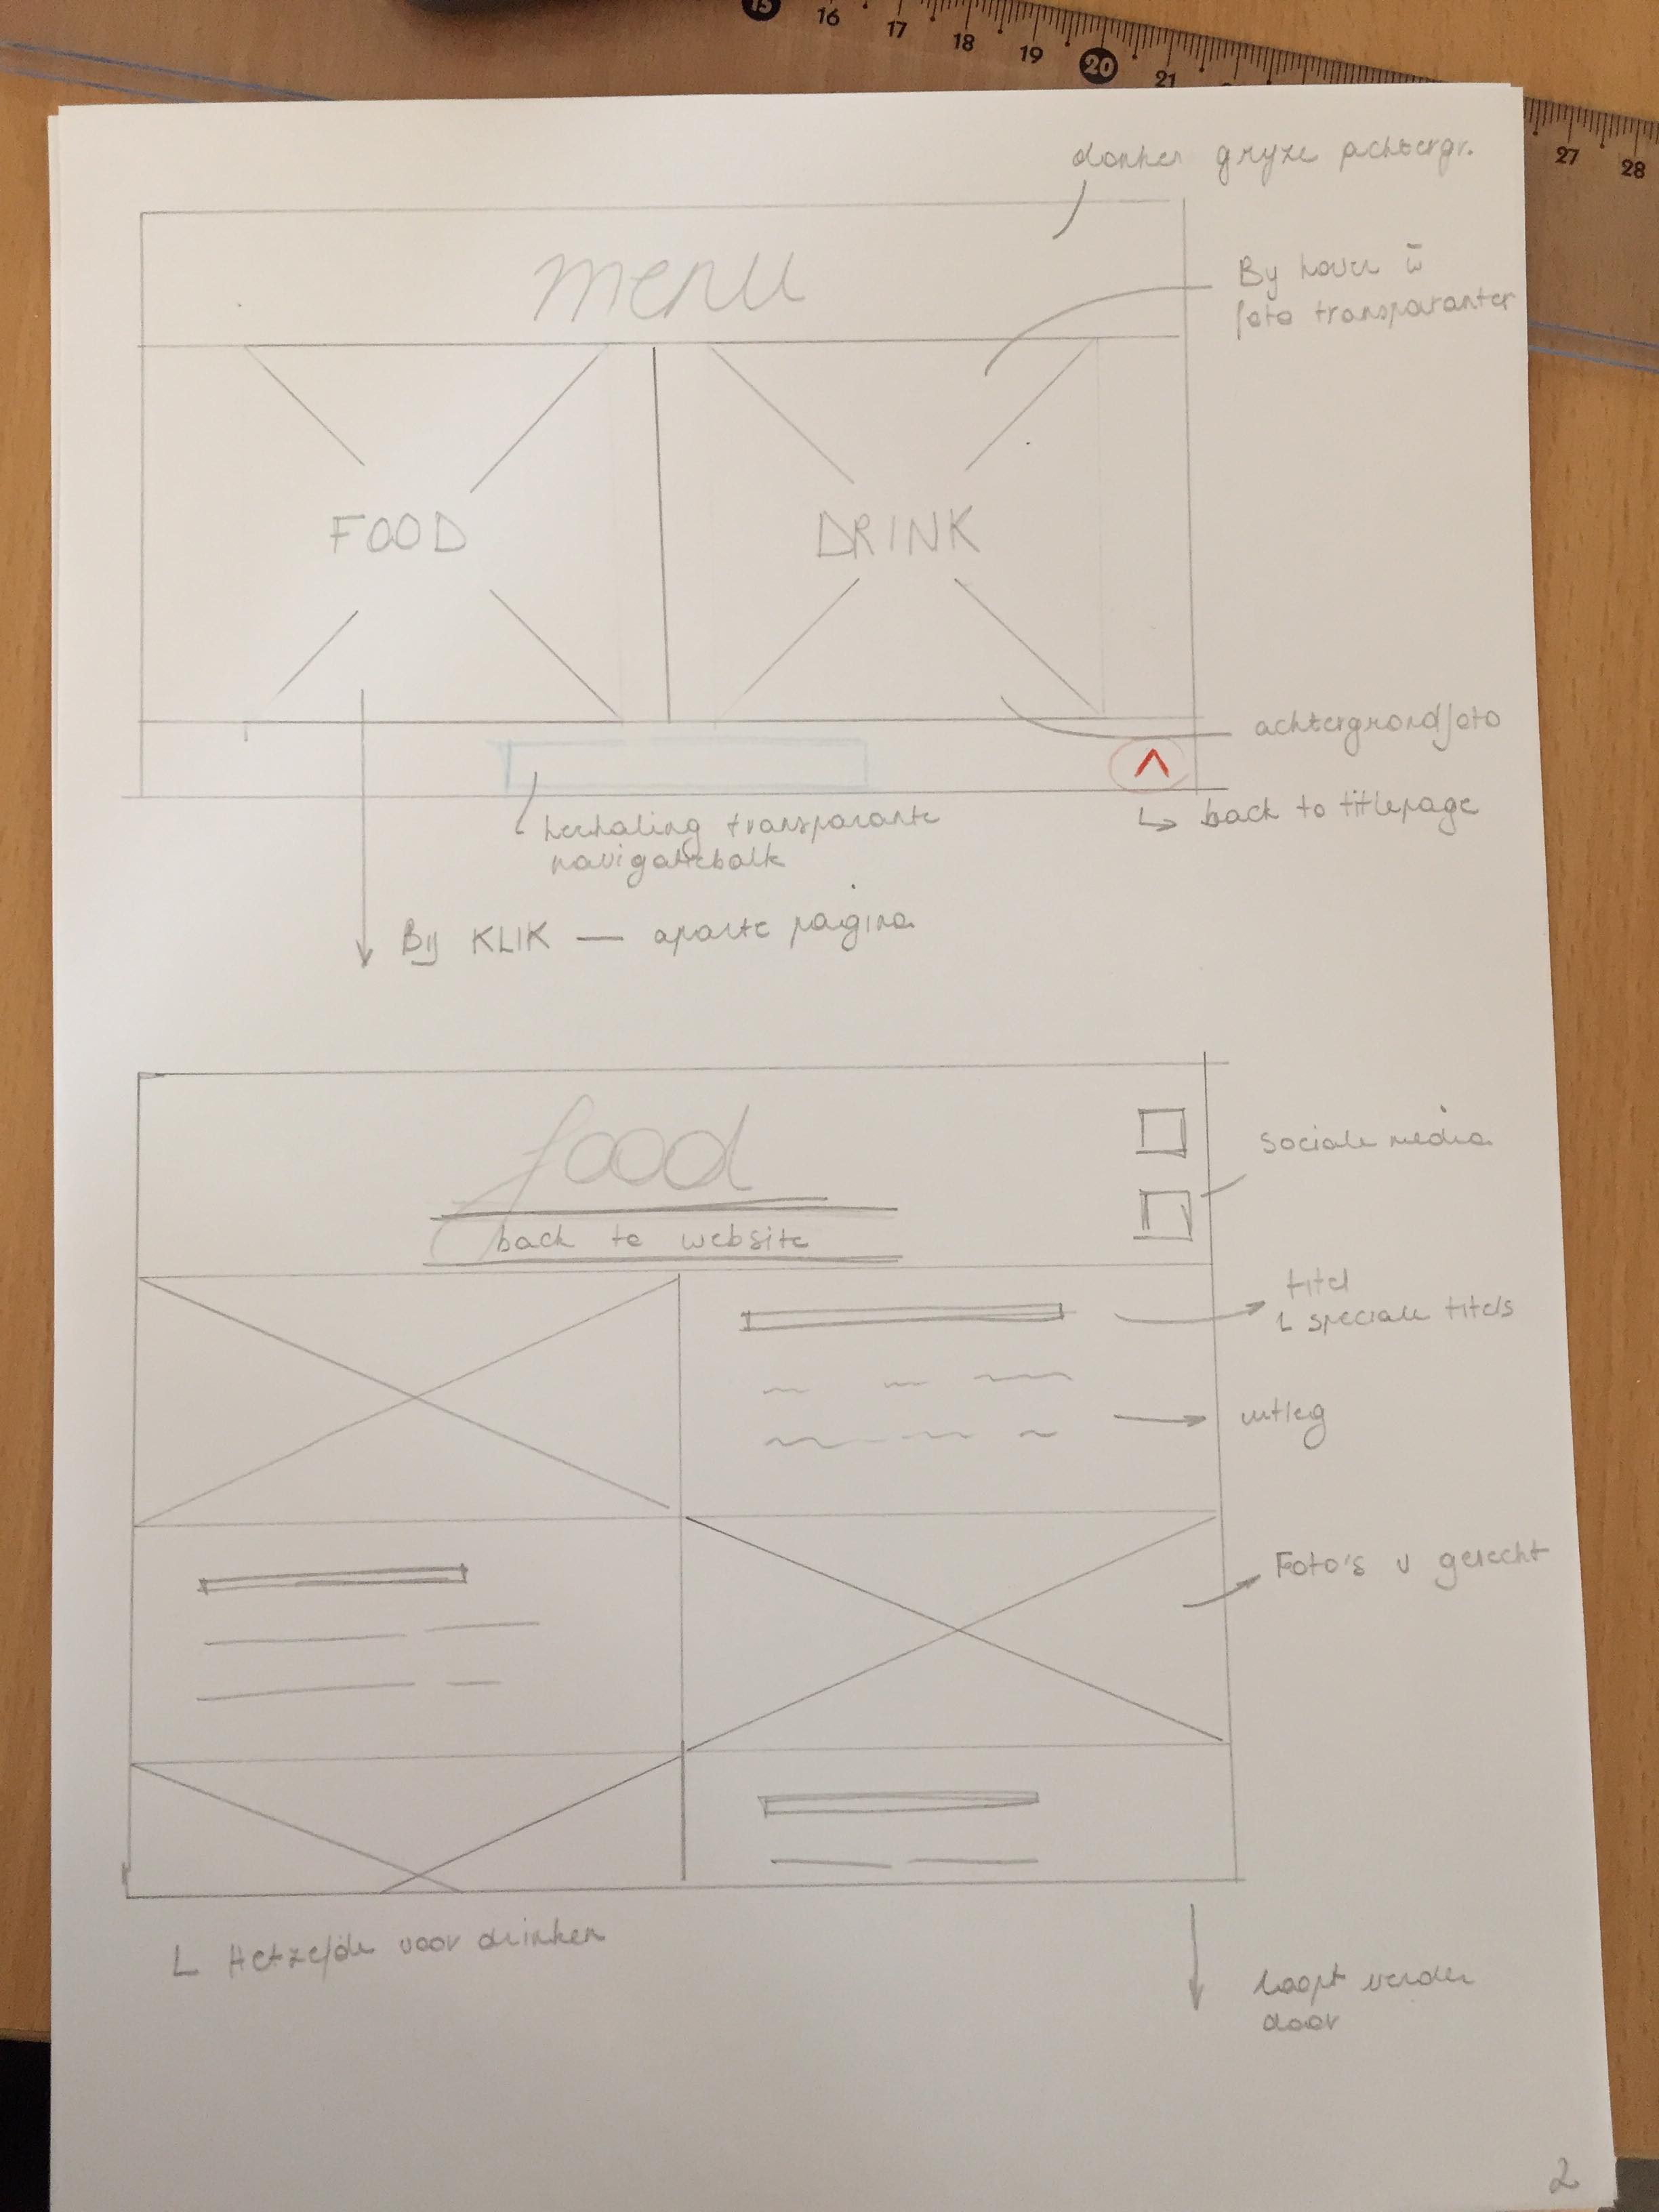 15 16 17 18 19 20 21 27 28
donker gryze achtergr.
menu
By hover w̄
foto transparanter
FOOD
DRINK
achtergrondfoto
herhaling transparante
navigatiebalk
↳ back to titlepage
Bij KLIK — aparte pagina
food
back to website
sociale media
titel
L speciale titels
uitleg
Foto's v gerecht
L Hetzelfde voor drinken
loopt verder
door
2